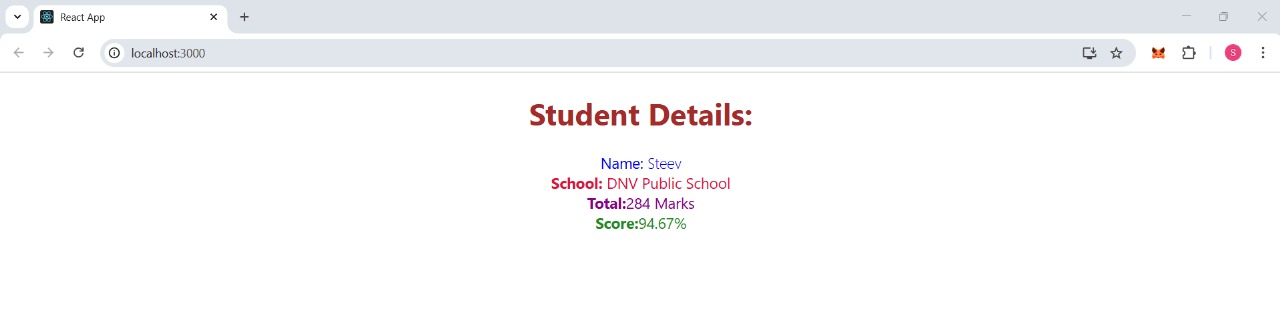 React App
localhost:3000
S
Student Details:
Name: Steev
School: DNV Public School
Total:284 Marks
Score:94.67%